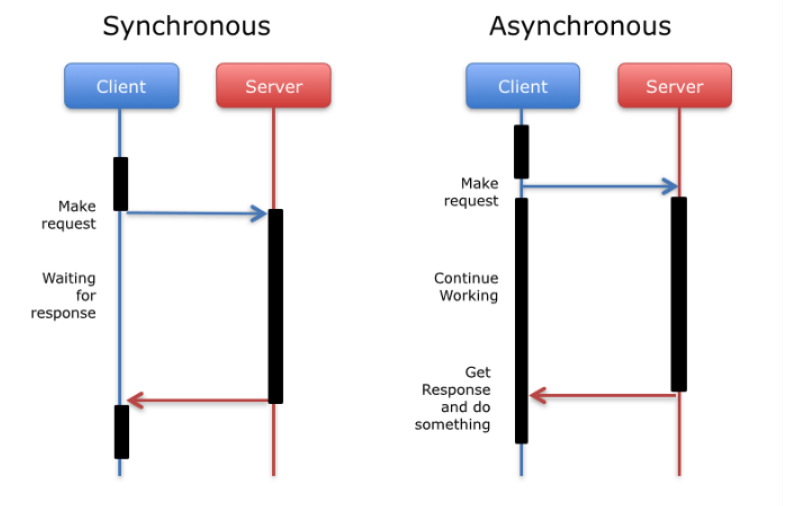 Synchronous
Client
Server
Make
request
Waiting
for
response
Asynchronous
Client
Server
Make
request
Continue
Working
Get
Response
and do
something